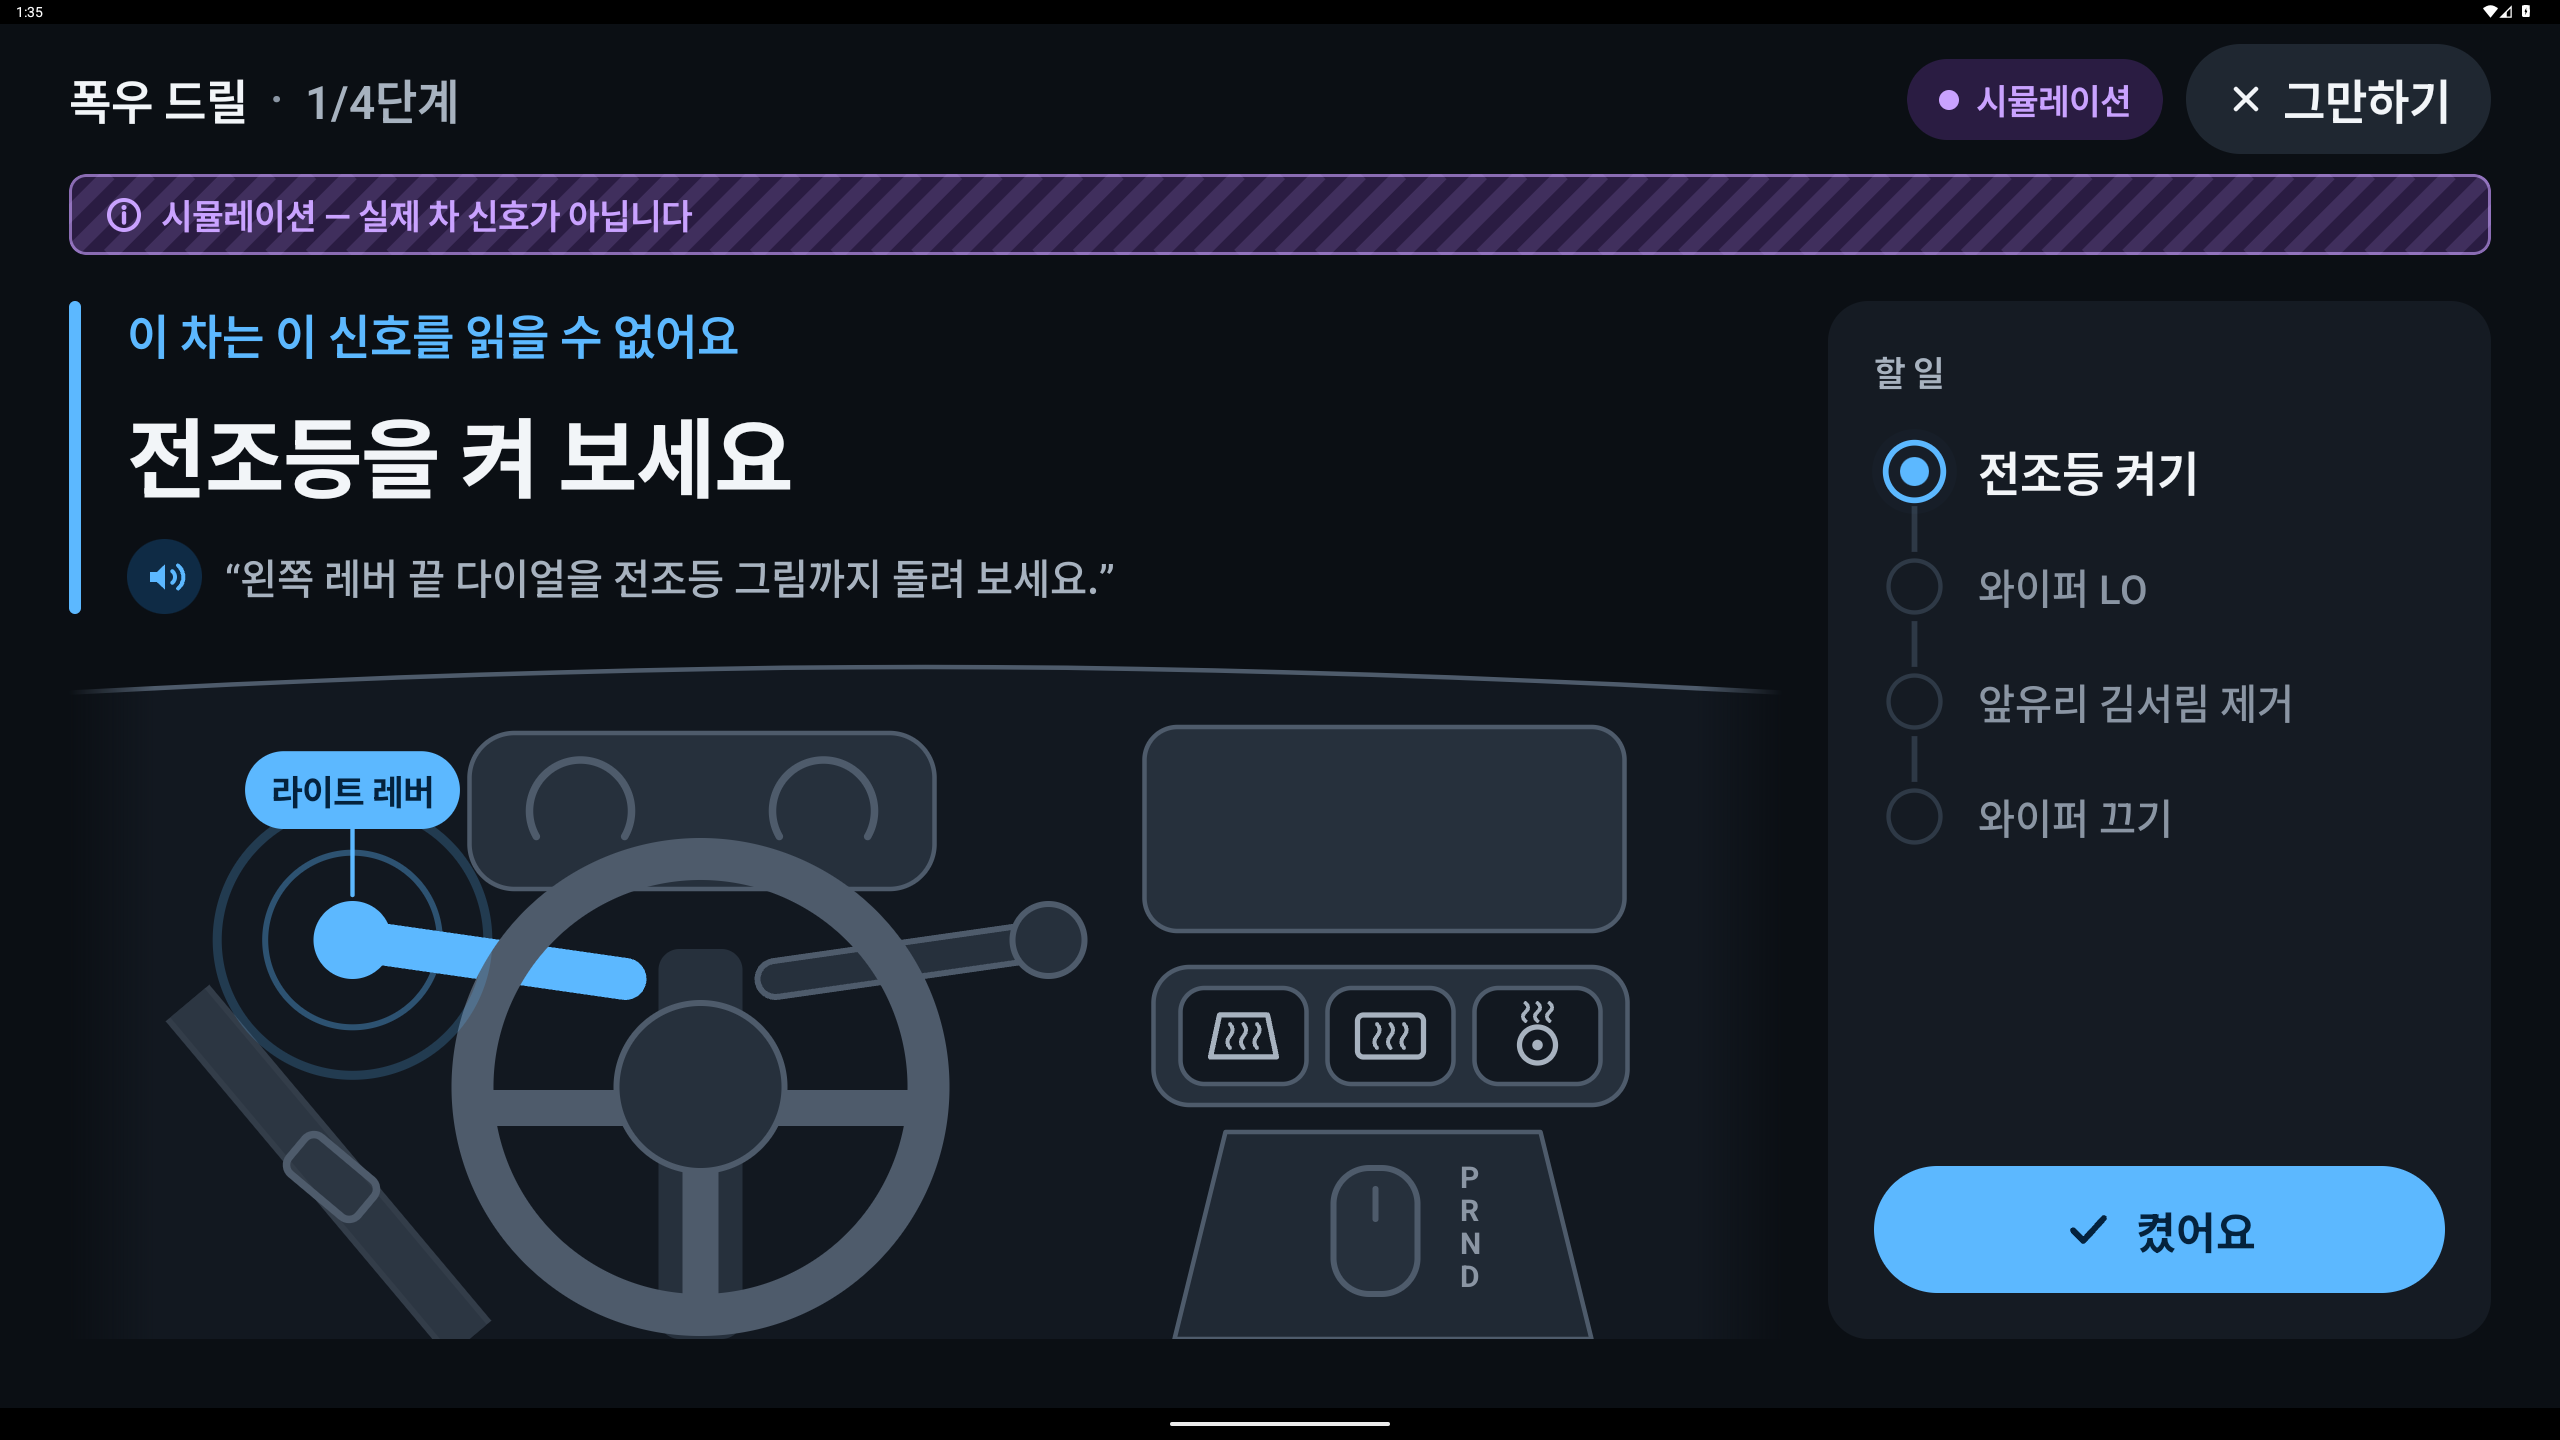 1:35
폭우 드릴 · 1/4단계
시뮬레이션
그만하기
시뮬레이션 – 실제 차 신호가 아닙니다
이 차는 이 신호를 읽을 수 없어요
전조등을 켜 보세요
“왼쪽 레버 끝 다이얼을 전조등 그림까지 돌려 보세요.”
라이트 레버
P
R
N
D
할 일
전조등 켜기
와이퍼 LO
앞유리 김서림 제거
와이퍼 끄기
켰어요